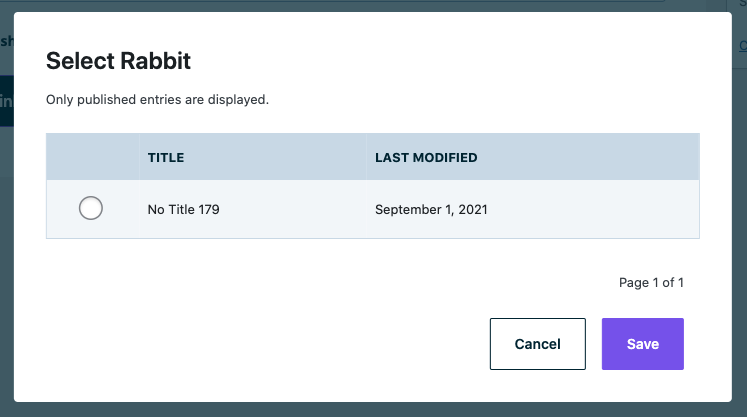 Select Rabbit
Only published entries are displayed.
TITLE LAST MODIFIED
No Title 179 September 1, 2021
Page 1 of 1
Cancel Save